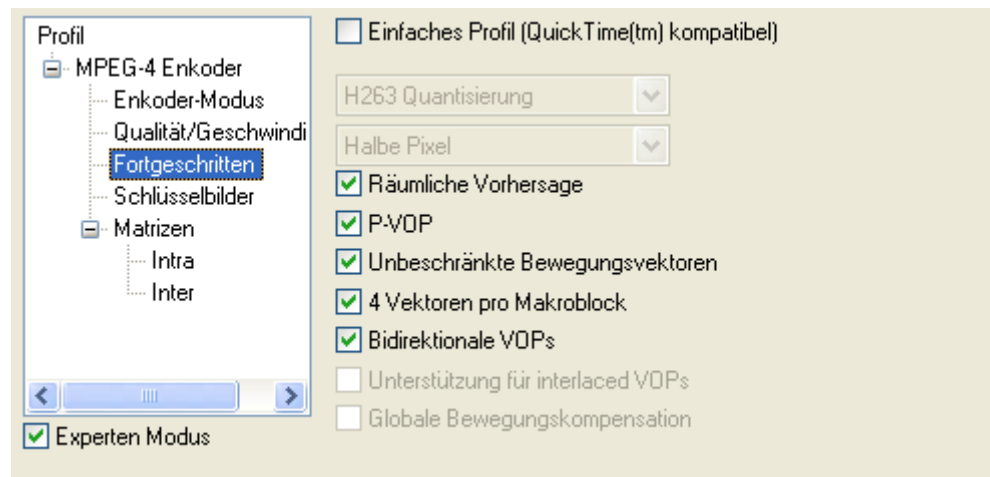 Profil
MPEG-4 Enkoder
Enkoder-Modus
Qualität/Geschwindi
Fortgeschritten
Schlüsselbilder
Matrizen
Intra
Inter
Experten Modus
Einfaches Profil (QuickTime(tm) kompatibel)
H263 Quantisierung
Halbe Pixel
Räumliche Vorhersage
P-VOP
Unbeschränkte Bewegungsvektoren
4 Vektoren pro Makroblock
Bidirektionale VOPs
Unterstützung für interlaced VOPs
Globale Bewegungskompensation